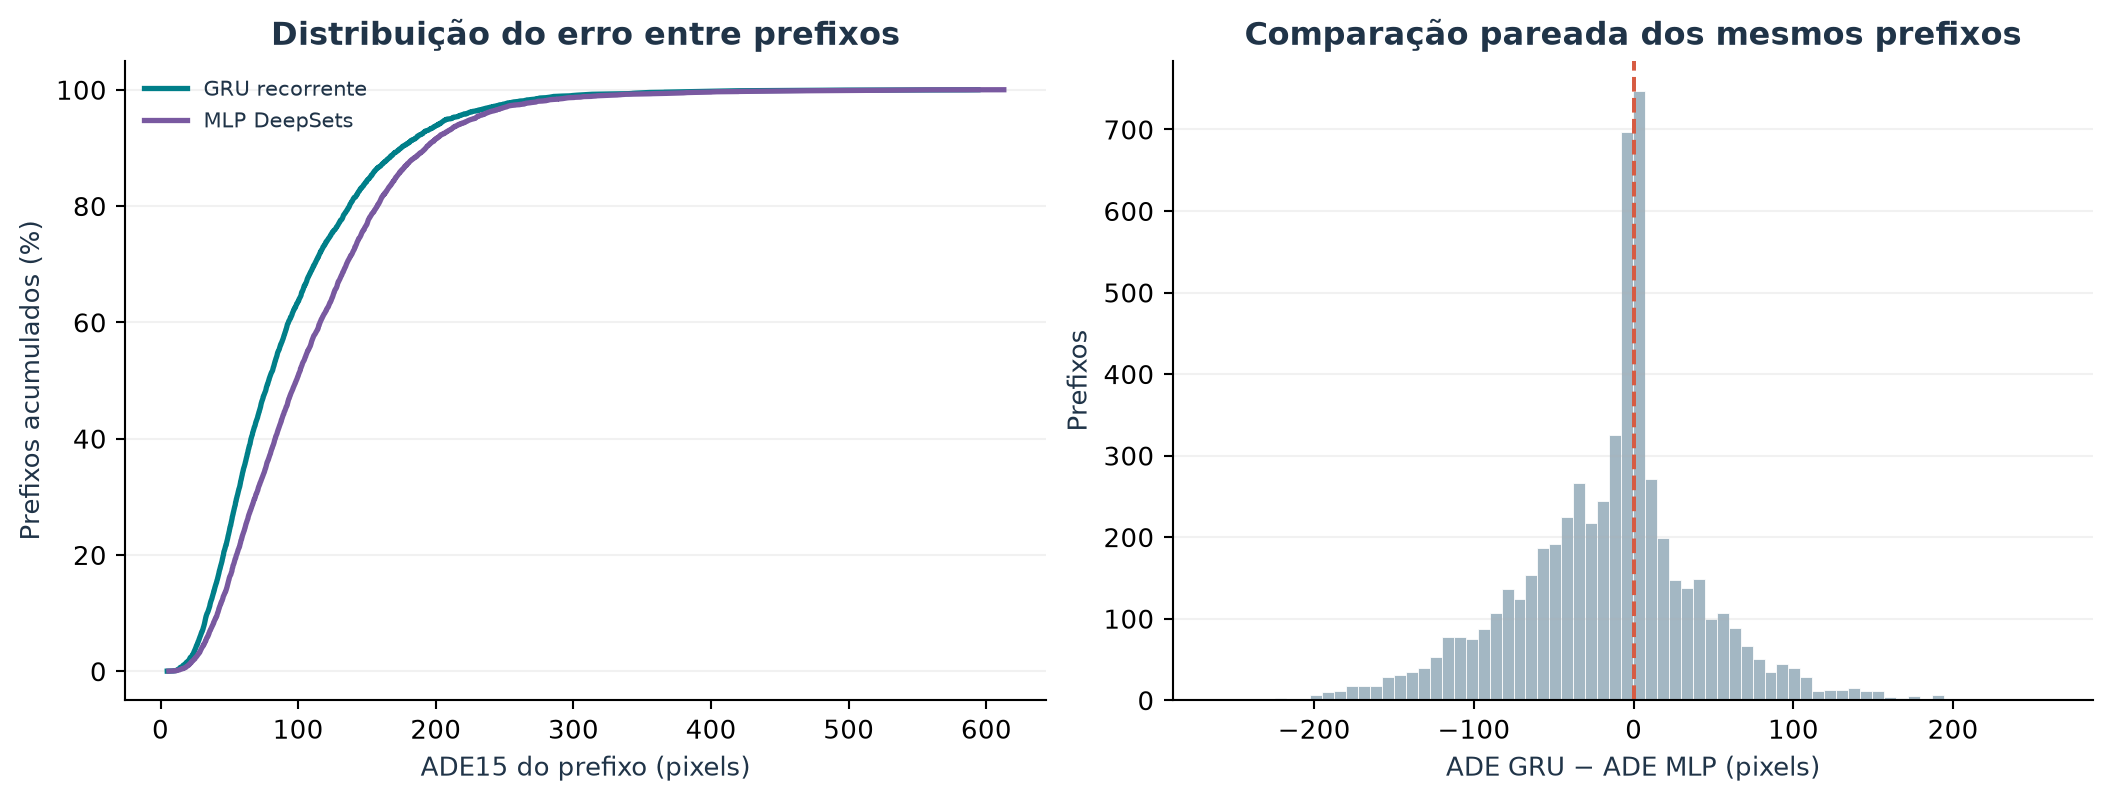 Distribuição do erro entre prefixos
100
80
60
40
20
0
Prefixos acumulados (%)
GRU recorrente
MLP DeepSets
0 100 200 300 400 500 600
ADE15 do prefixo (pixels)
Comparação pareada dos mesmos prefixos
700
600
500
400
300
200
100
0
Prefixos
−200 −100 0 100 200
ADE GRU − ADE MLP (pixels)